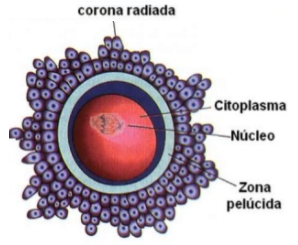 corona radiada
Citoplasma
Núcleo
Zona
pelúcida